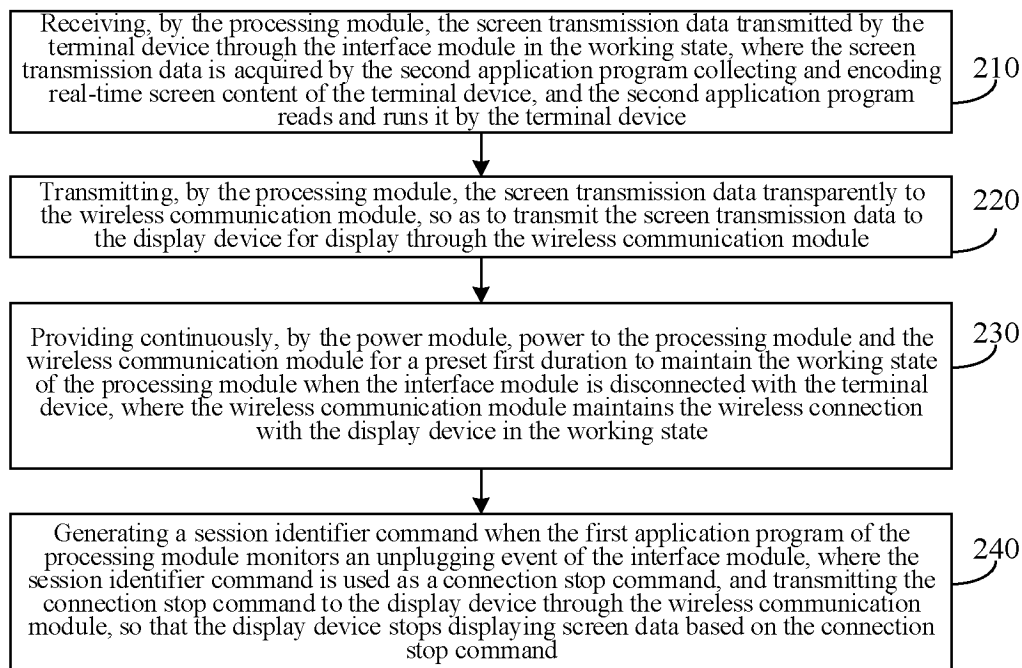 Receiving, by the processing module, the screen transmission data transmitted by the
terminal device through the interface module in the working state, where the screen
transmission data is acquired by the second application program collecting and encoding
real-time screen content of the terminal device, and the second application program
reads and runs it by the terminal device
210
Transmitting, by the processing module, the screen transmission data transparently to
the wireless communication module, so as to transmit the screen transmission data to
the display device for display through the wireless communication module
220
Providing continuously, by the power module, power to the processing module and the
wireless communication module for a preset first duration to maintain the working state
of the processing module when the interface module is disconnected with the terminal
device, where the wireless communication module maintains the wireless connection
with the display device in the working state
230
Generating a session identifier command when the first application program of the
processing module monitors an unplugging event of the interface module, where the
session identifier command is used as a connection stop command, and transmitting the
connection stop command to the display device through the wireless communication
module, so that the display device stops displaying screen data based on the connection
stop command
240